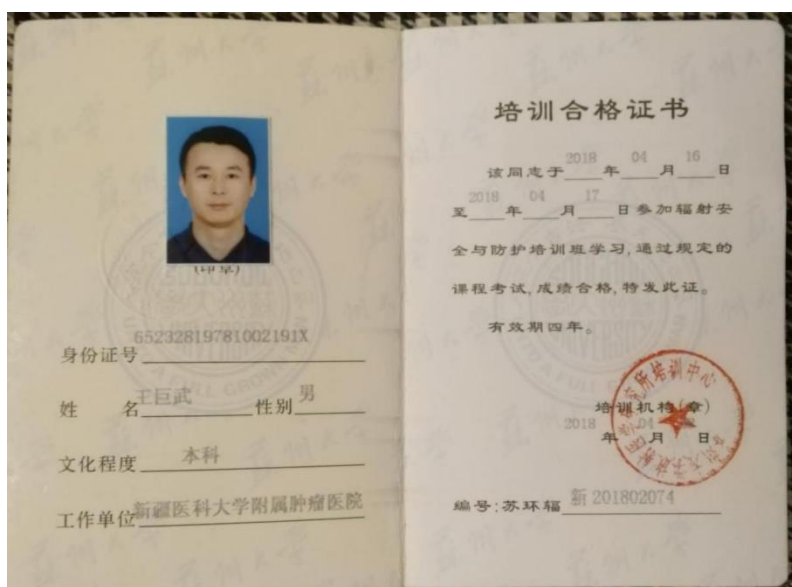 (印章)
身份证号 65232819781002191X
姓 名 王巨武 性别 男
文化程度 本科
工作单位 新疆医科大学附属肿瘤医院
培训合格证书
该同志于 2018 年 04 月 16 日
至 2018 年 04 月 17 日参加辐射安
全与防护培训班学习,通过规定的
课程考试,成绩合格,特发此证。
有效期四年。
培训机构(章)
2018 年 04 月 日
编号:苏环辐 新 201802074